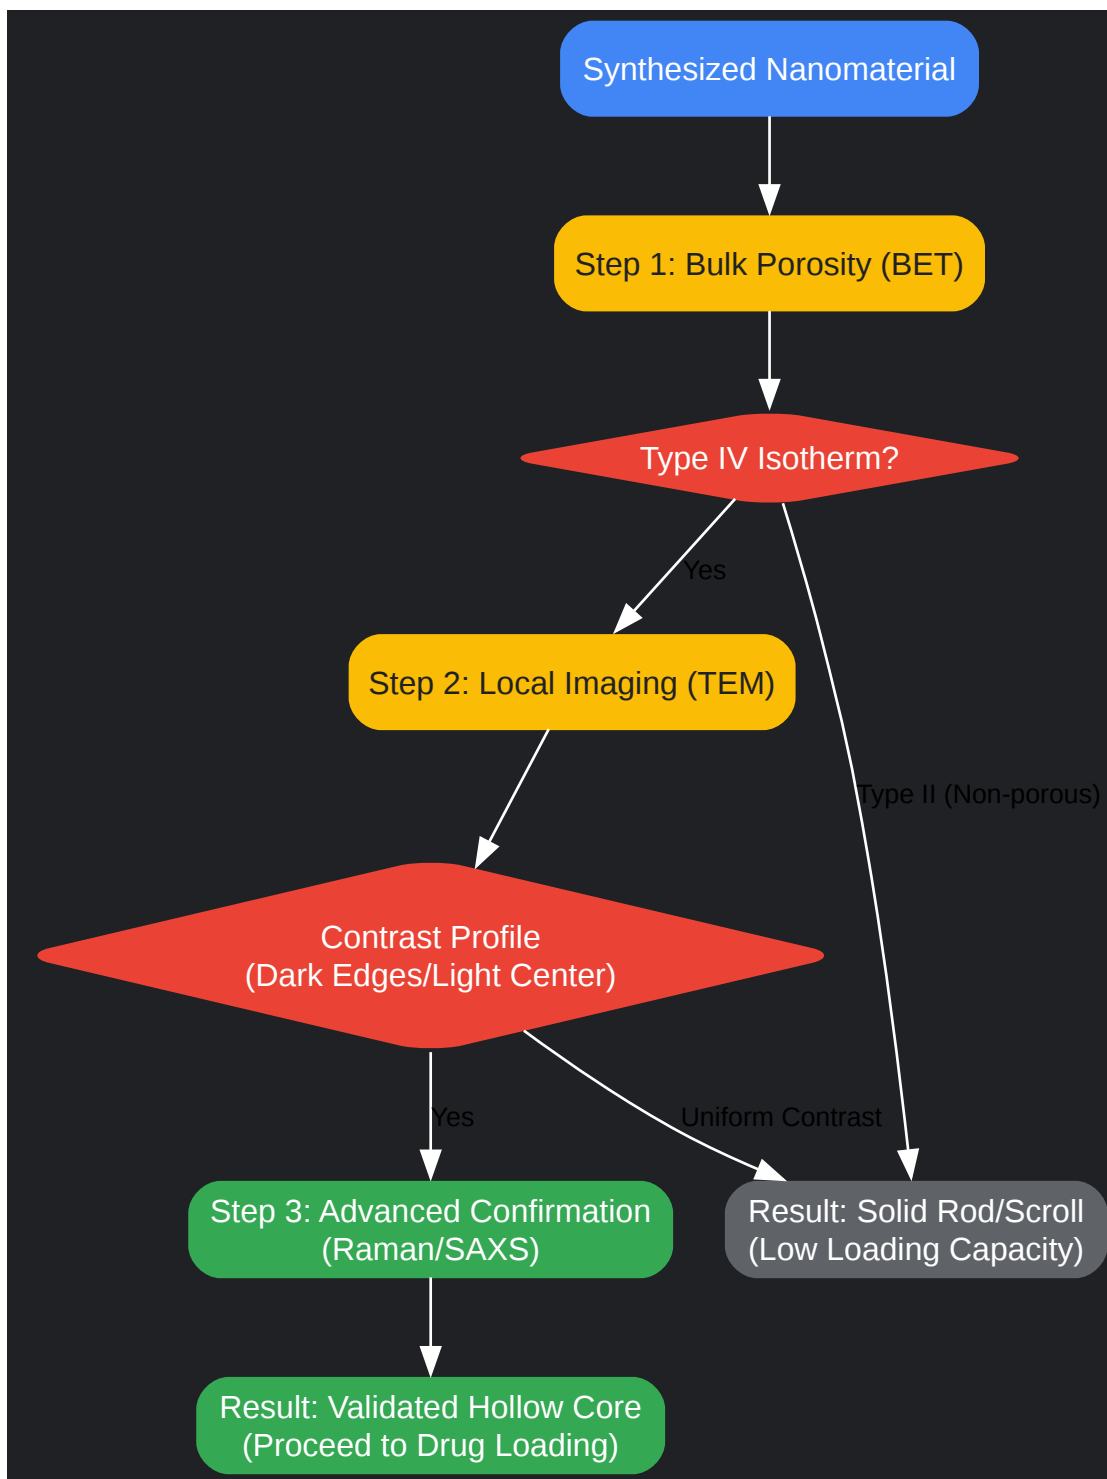 Synthesized Nanomaterial
Step 1: Bulk Porosity (BET)
Type IV Isotherm?
Yes
Step 2: Local Imaging (TEM)
Type II (Non-porous)
Contrast Profile
(Dark Edges/Light Center)
Yes
Uniform Contrast
Step 3: Advanced Confirmation
(Raman/SAXS)
Result: Solid Rod/Scroll
(Low Loading Capacity)
Result: Validated Hollow Core
(Proceed to Drug Loading)